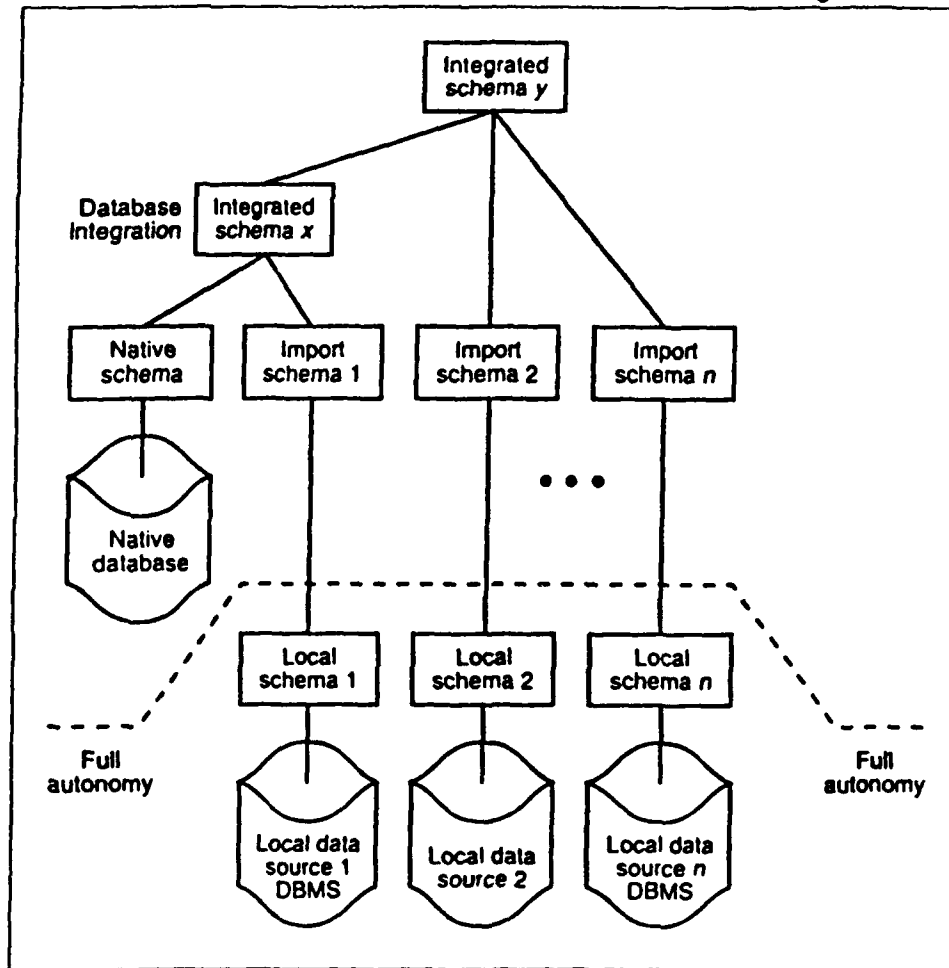 Integrated
schema y
Database
Integration
Integrated
schema x
Native
schema
Import
schema 1
Import
schema 2
Import
schema n
Native
database
Local
schema 1
Local
schema 2
Local
schema n
Full
autonomy
Full
autonomy
Local data
source 1
DBMS
Local data
source 2
Local data
source n
DBMS